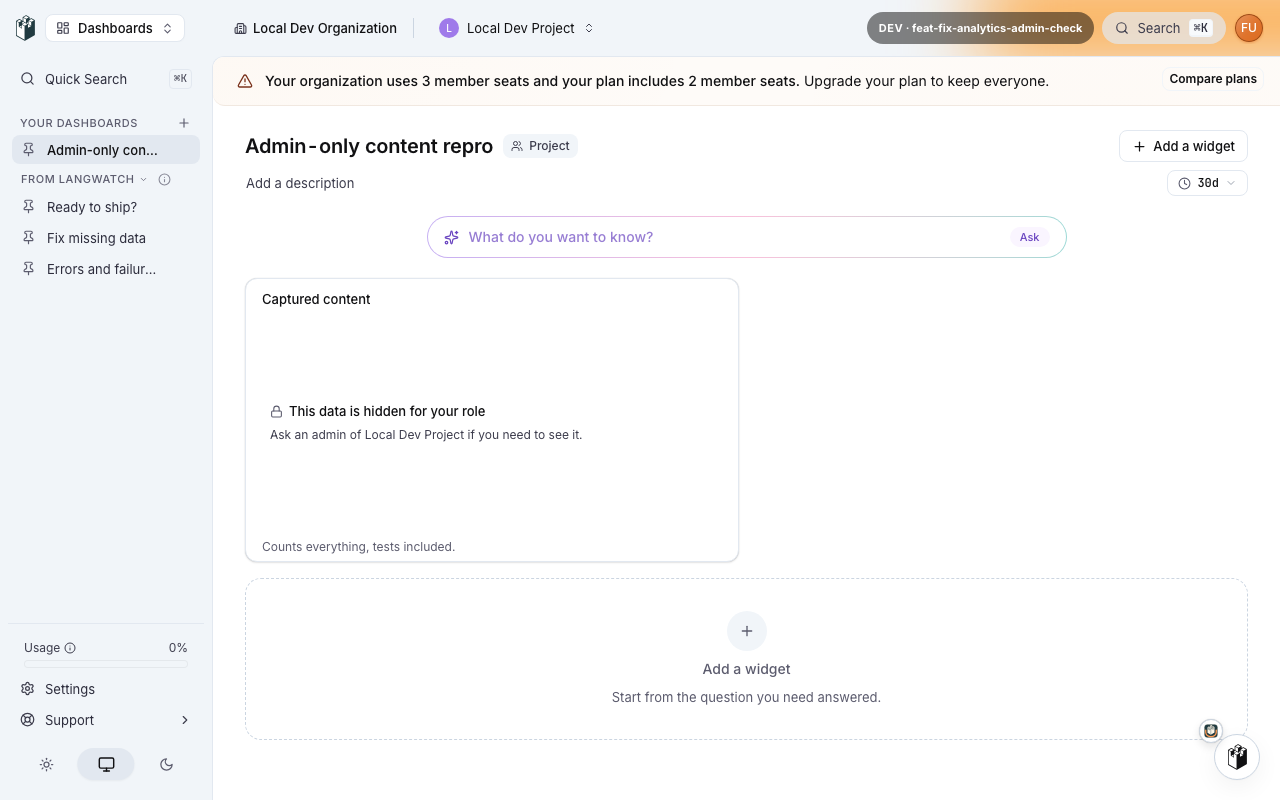 Dashboards
Local Dev Organization
L
Local Dev Project
DEV · feat-fix-analytics-admin-check
Search ⌘K
FU
Quick Search ⌘K
Your organization uses 3 member seats and your plan includes 2 member seats. Upgrade your plan to keep everyone.
Compare plans
YOUR DASHBOARDS
Admin-only con...
FROM LANGWATCH
Ready to ship?
Fix missing data
Errors and failur...
Admin-only content repro
Project
Add a widget
Add a description
30d
What do you want to know?
Ask
Captured content
This data is hidden for your role
Ask an admin of Local Dev Project if you need to see it.
Counts everything, tests included.
Add a widget
Start from the question you need answered.
Usage 0%
Settings
Support